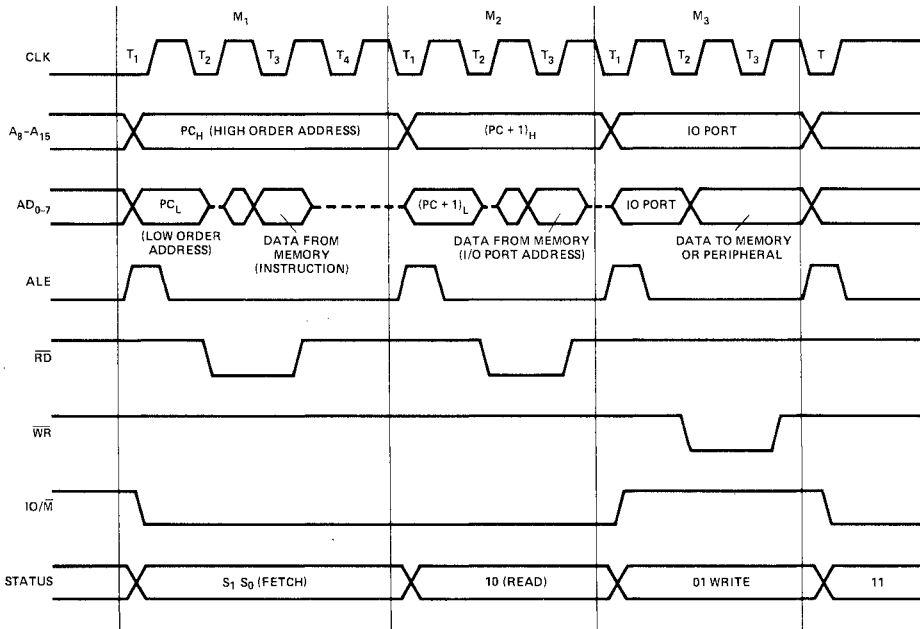 M1 M2 M3
CLK T1 T2 T3 T4 T1 T2 T3 T1 T2 T3 T
A8–A15 PCH (HIGH ORDER ADDRESS) (PC + 1)H IO PORT
AD0-7 PCL (PC + 1)L IO PORT
(LOW ORDER ADDRESS)
DATA FROM MEMORY (INSTRUCTION)
DATA FROM MEMORY (I/O PORT ADDRESS)
DATA TO MEMORY OR PERIPHERAL
ALE
R̅D̅
W̅R̅
IO/M̅
STATUS S1 S0 (FETCH) 10 (READ) 01 WRITE 11